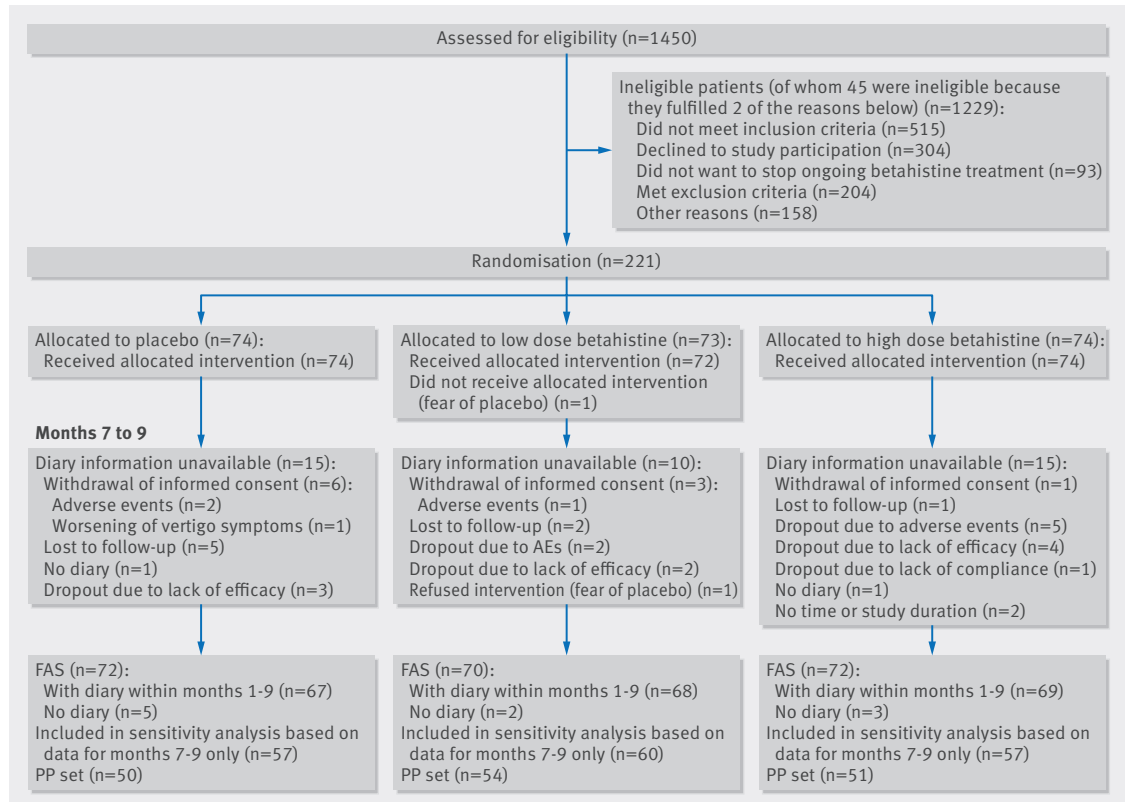 Assessed for eligibility (n=1450)
Ineligible patients (of whom 45 were ineligible because
they fulfilled 2 of the reasons below) (n=1229):
Did not meet inclusion criteria (n=515)
Declined to study participation (n=304)
Did not want to stop ongoing betahistine treatment (n=93)
Met exclusion criteria (n=204)
Other reasons (n=158)
Randomisation (n=221)
Allocated to placebo (n=74):
Received allocated intervention (n=74)
Allocated to low dose betahistine (n=73):
Received allocated intervention (n=72)
Did not receive allocated intervention
(fear of placebo) (n=1)
Allocated to high dose betahistine (n=74):
Received allocated intervention (n=74)
Months 7 to 9
Diary information unavailable (n=15):
Withdrawal of informed consent (n=6):
Adverse events (n=2)
Worsening of vertigo symptoms (n=1)
Lost to follow-up (n=5)
No diary (n=1)
Dropout due to lack of efficacy (n=3)
Diary information unavailable (n=10):
Withdrawal of informed consent (n=3):
Adverse events (n=1)
Lost to follow-up (n=2)
Dropout due to AEs (n=2)
Dropout due to lack of efficacy (n=2)
Refused intervention (fear of placebo) (n=1)
Diary information unavailable (n=15):
Withdrawal of informed consent (n=1)
Lost to follow-up (n=1)
Dropout due to adverse events (n=5)
Dropout due to lack of efficacy (n=4)
Dropout due to lack of compliance (n=1)
No diary (n=1)
No time or study duration (n=2)
FAS (n=72):
With diary within months 1-9 (n=67)
No diary (n=5)
Included in sensitivity analysis based on
data for months 7-9 only (n=57)
PP set (n=50)
FAS (n=70):
With diary within months 1-9 (n=68)
No diary (n=2)
Included in sensitivity analysis based on
data for months 7-9 only (n=60)
PP set (n=54)
FAS (n=72):
With diary within months 1-9 (n=69)
No diary (n=3)
Included in sensitivity analysis based on
data for months 7-9 only (n=57)
PP set (n=51)